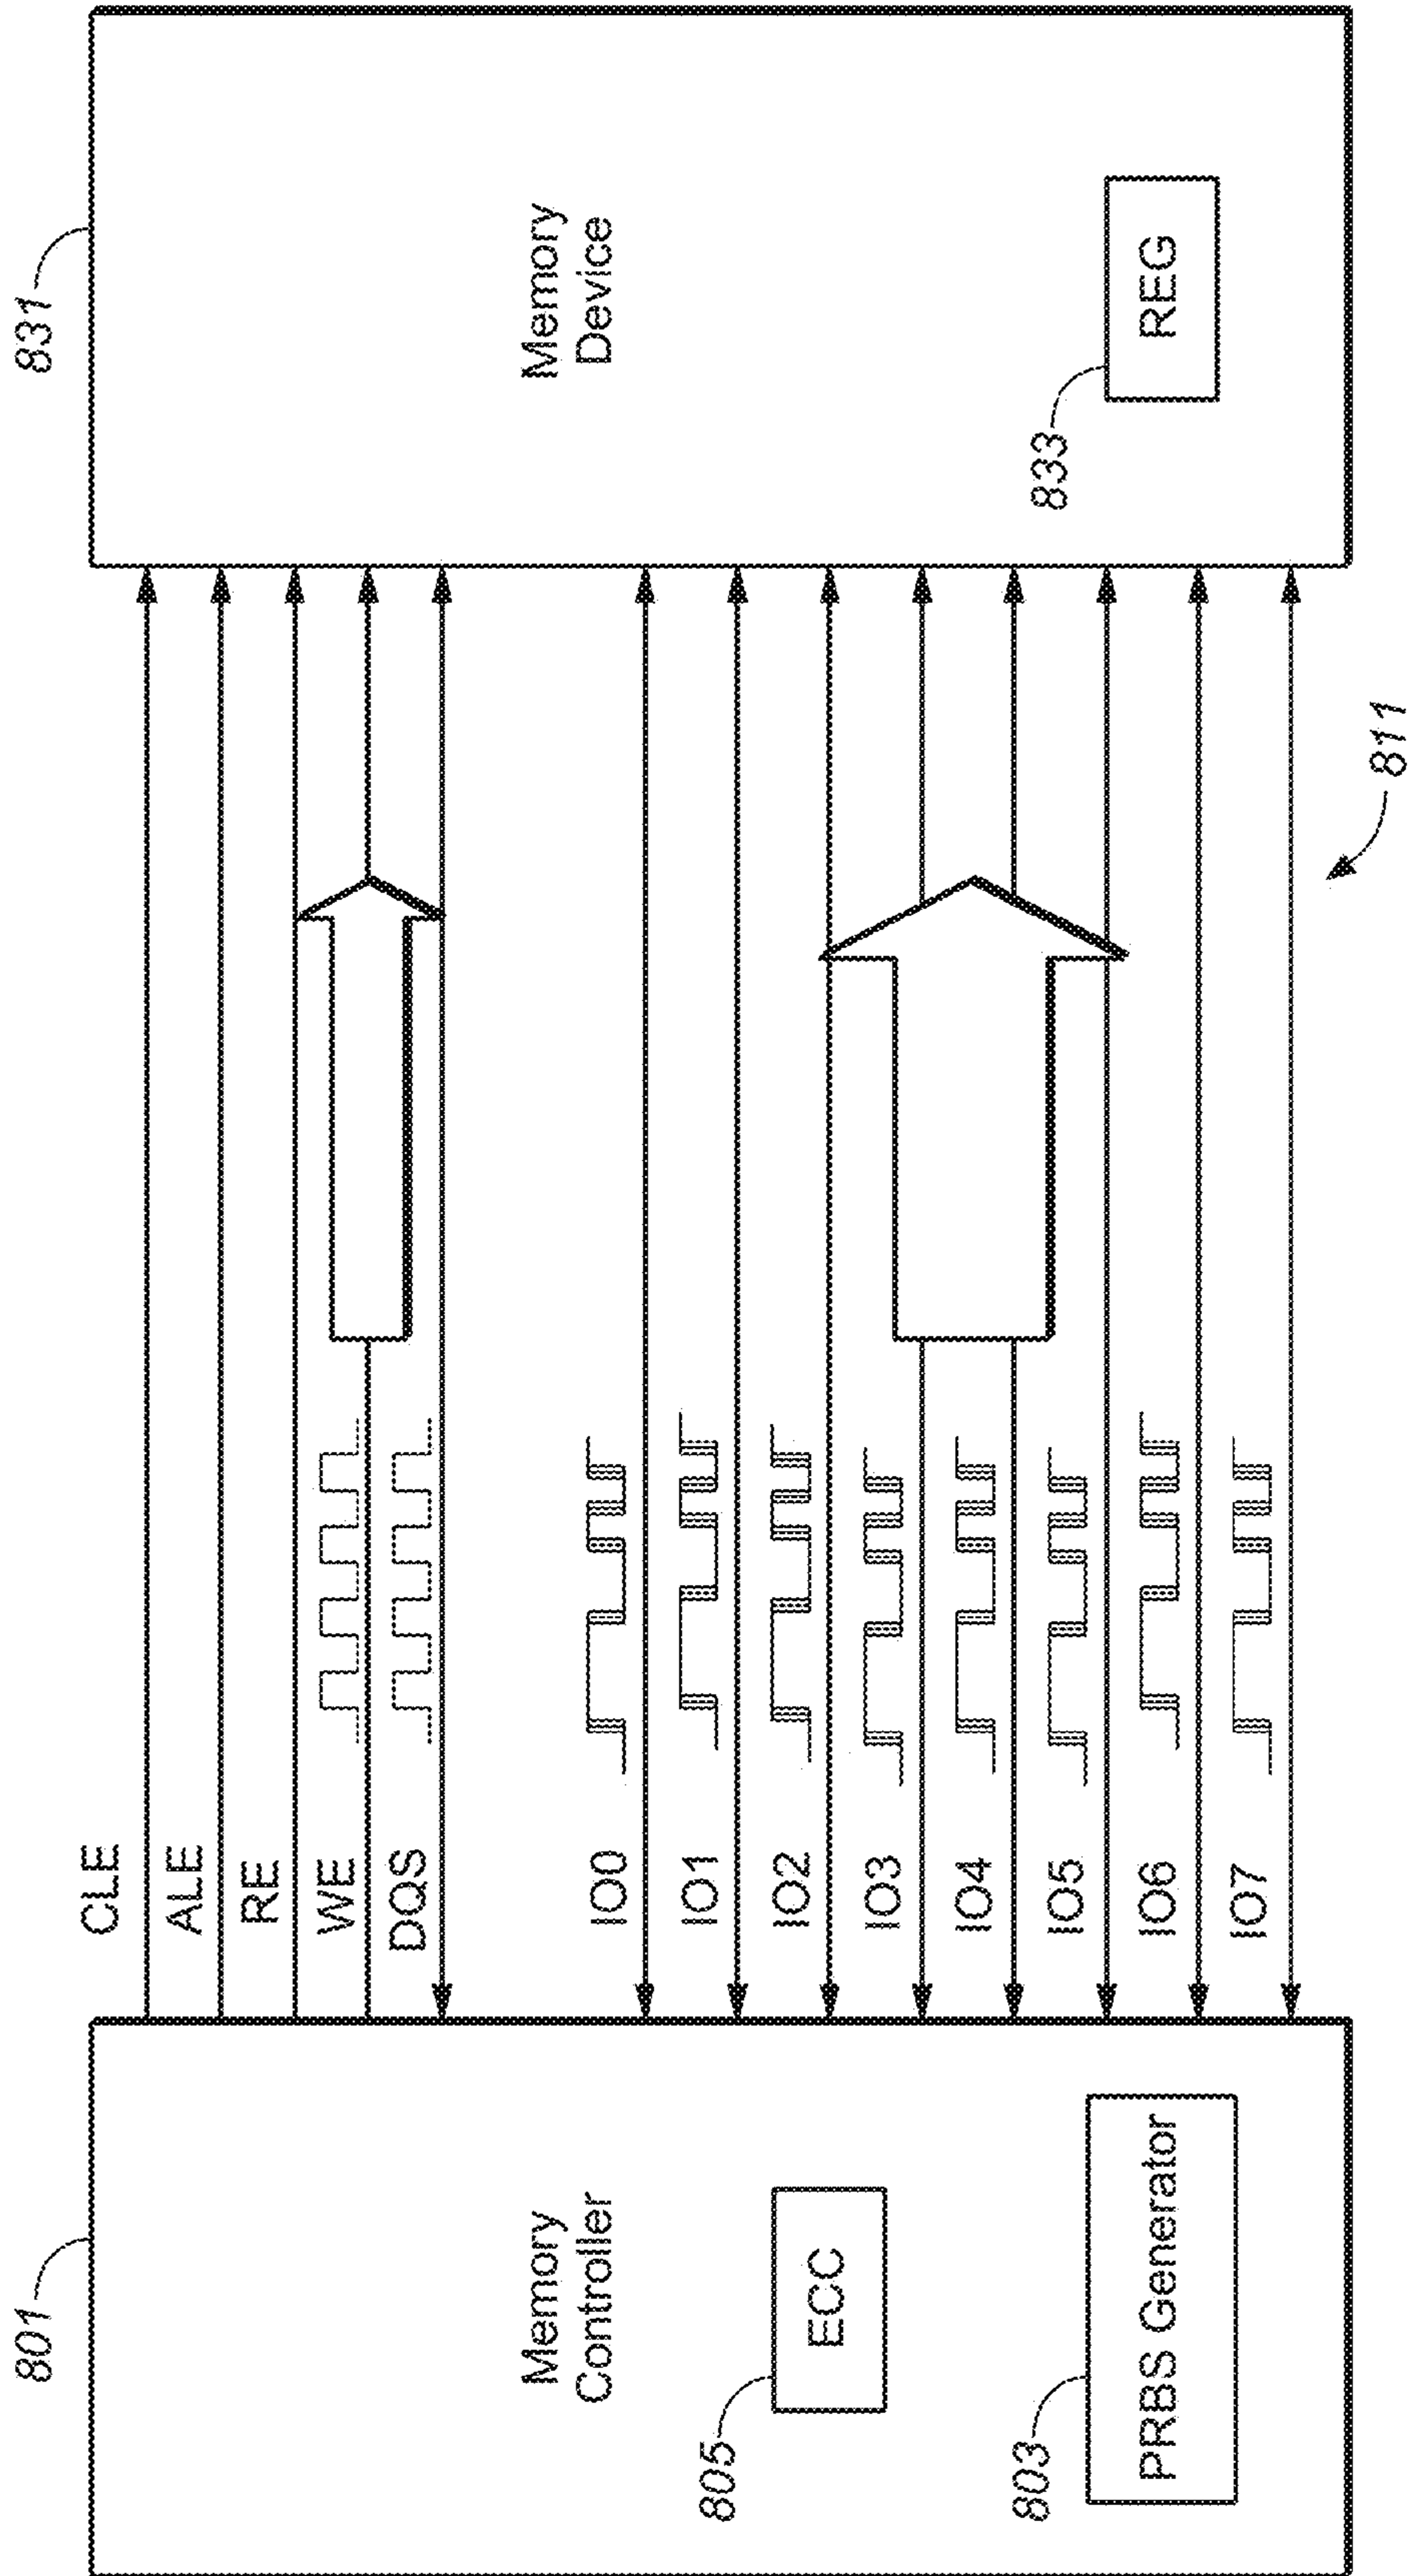 801
831
CLE
ALE
RE
WE
DQS
Memory
Controller
Memory
Device
IO0
IO1
IO2
805
ECC
IO3
IO4
803
PRBS Generator
IO5
833
REG
IO6
IO7
811